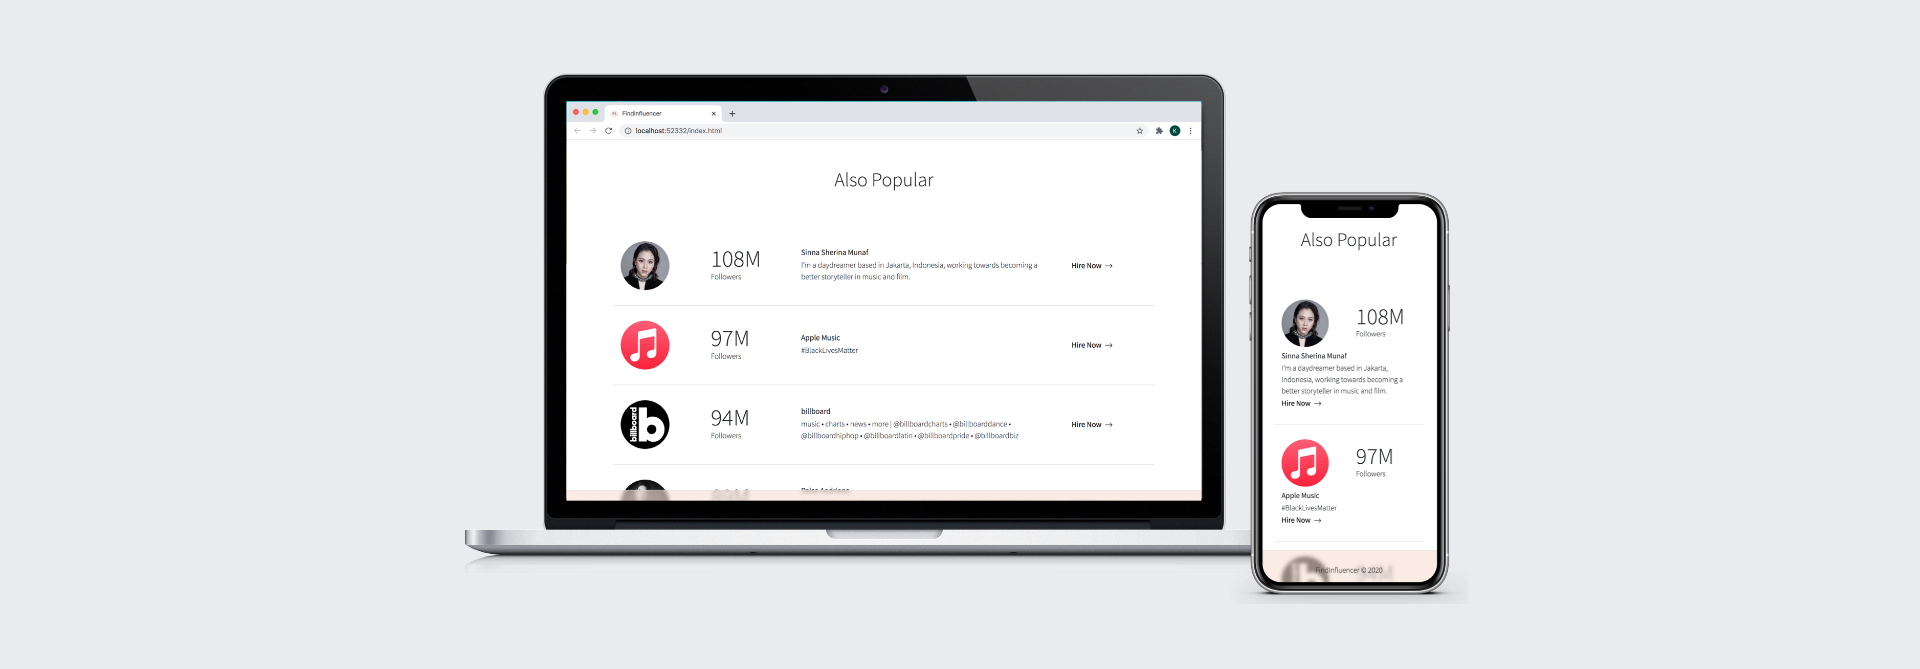 FindInfluencer
localhost:52332/index.html
K
Also Popular
108M
Followers
Sinna Sherina Munaf
I'm a daydreamer based in Jakarta, Indonesia, working towards becoming a
better storyteller in music and film.
Hire Now →
97M
Followers
Apple Music
#BlackLivesMatter
Hire Now →
billboard
b
94M
Followers
billboard
music • charts • news • more | @billboardcharts • @billboarddance •
@billboardhiphop • @billboardlatin • @billboardpride • @billboardbiz
Hire Now →
Also Popular
108M
Followers
Sinna Sherina Munaf
I'm a daydreamer based in Jakarta,
Indonesia, working towards becoming a
better storyteller in music and film.
Hire Now →
97M
Followers
Apple Music
#BlackLivesMatter
Hire Now →
FindInfluencer © 2020